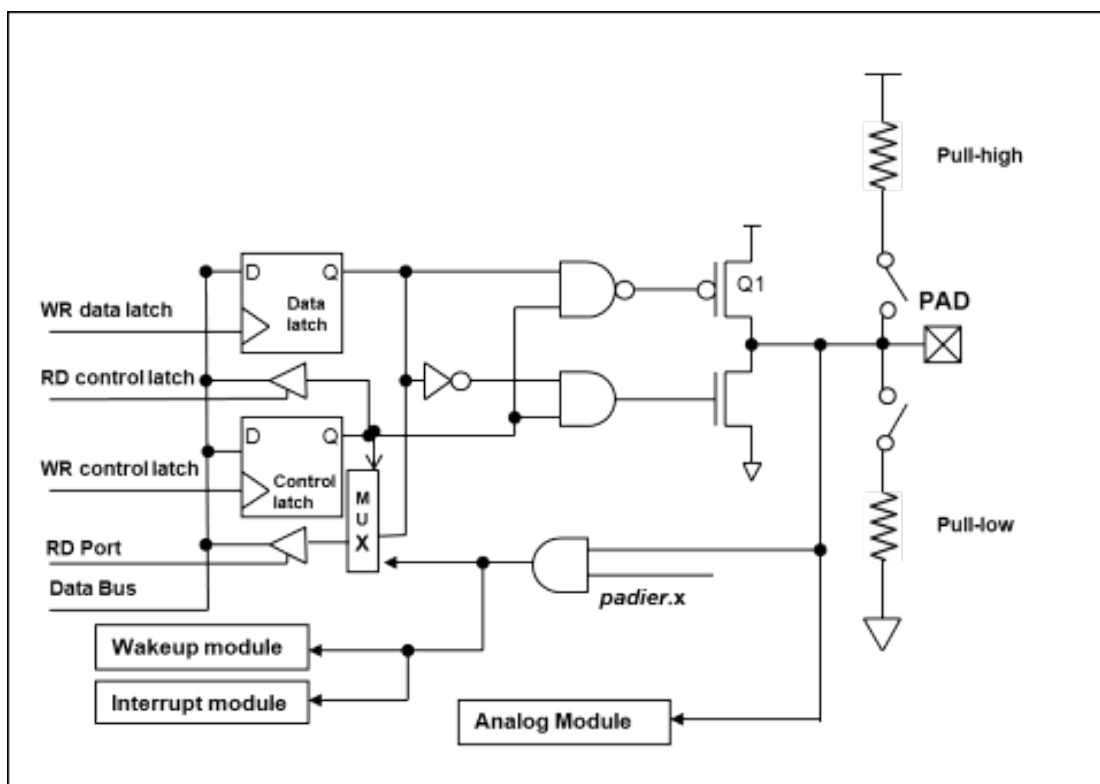 Pull-high
D
Q
Q1
WR data latch
Data
latch
PAD
RD control latch
D
Q
WR control latch
Control
latch
MUX
Pull-low
RD Port
padier.x
Data Bus
Wakeup module
Interrupt module
Analog Module